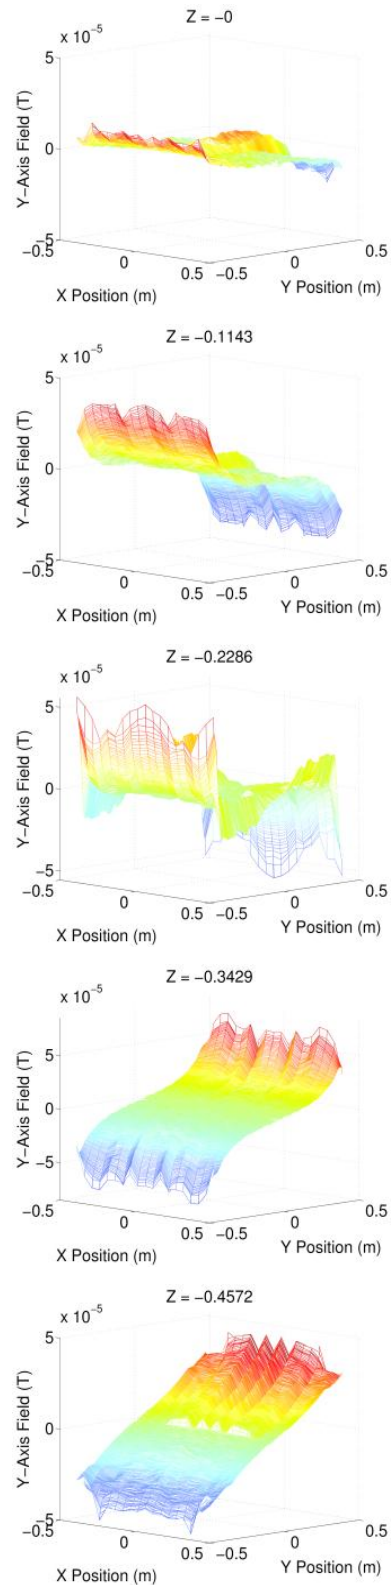 Z = −0
x 10−5
5
0
−5
Y−Axis Field (T)
−0.5
0
0.5
X Position (m)
−0.5
0
0.5
Y Position (m)
Z = −0.1143
x 10−5
5
0
−5
Y−Axis Field (T)
−0.5
0
0.5
X Position (m)
−0.5
0
0.5
Y Position (m)
Z = −0.2286
x 10−5
5
0
−5
Y−Axis Field (T)
−0.5
0
0.5
X Position (m)
−0.5
0
0.5
Y Position (m)
Z = −0.3429
x 10−5
5
0
−5
Y−Axis Field (T)
−0.5
0
0.5
X Position (m)
−0.5
0
0.5
Y Position (m)
Z = −0.4572
x 10−5
5
0
−5
Y−Axis Field (T)
−0.5
0
0.5
X Position (m)
−0.5
0
0.5
Y Position (m)